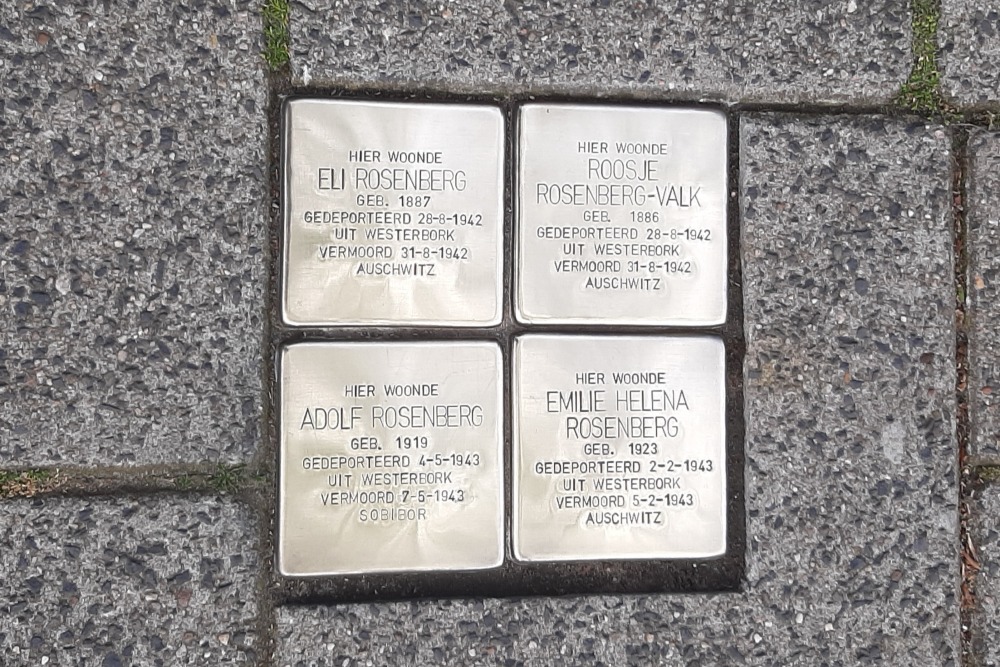 HIER WOONDE
ELI ROSENBERG
GEB. 1887
GEDEPORTEERD 28-8-1942
UIT WESTERBORK
VERMOORD 31-8-1942
AUSCHWITZ
HIER WOONDE
ROOSJE
ROSENBERG-VALK
GEB. 1886
GEDEPORTEERD 28-8-1942
UIT WESTERBORK
VERMOORD 31-8-1942
AUSCHWITZ
HIER WOONDE
ADOLF ROSENBERG
GEB. 1919
GEDEPORTEERD 4-5-1943
UIT WESTERBORK
VERMOORD 7-5-1943
SOBIBOR
HIER WOONDE
EMILIE HELENA
ROSENBERG
GEB. 1923
GEDEPORTEERD 2-2-1943
UIT WESTERBORK
VERMOORD 5-2-1943
AUSCHWITZ